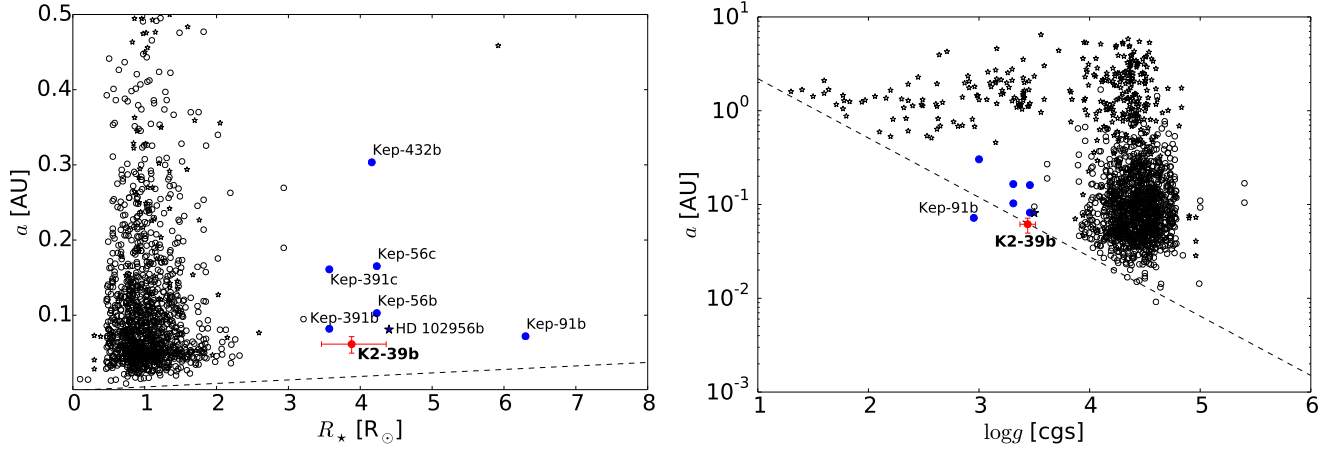 0.5
0.4
0.3
0.2
0.1
a [AU]
Kep-432b
Kep-56c
Kep-391c
Kep-56b
Kep-391b
HD 102956b
Kep-91b
K2-39b
0 1 2 3 4 5 6 7 8
R⋆ [R⊙]
10¹
10⁰
10⁻¹
10⁻²
10⁻³
a [AU]
Kep-91b
K2-39b
1 2 3 4 5 6
log g [cgs]